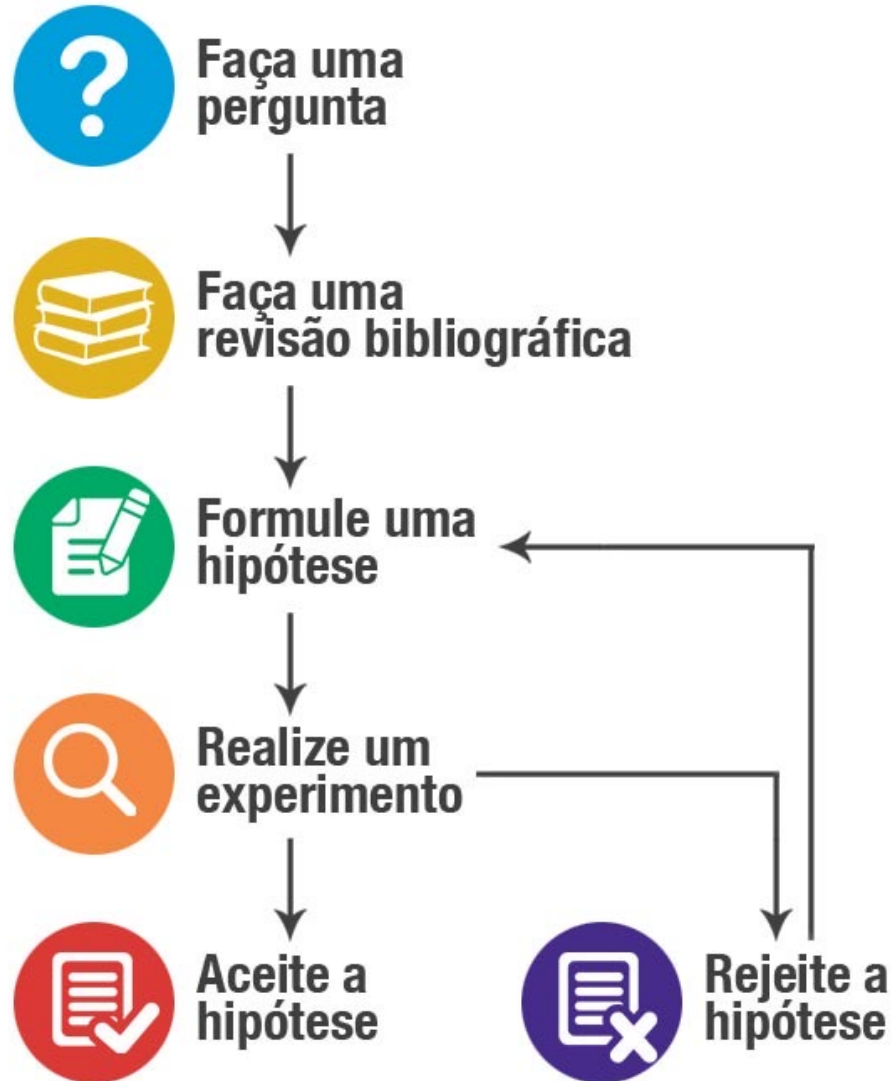 Faça uma
pergunta
Faça uma
revisão bibliográfica
Formule uma
hipótese
Realize um
experimento
Aceite a
hipótese
Rejeite a
hipótese